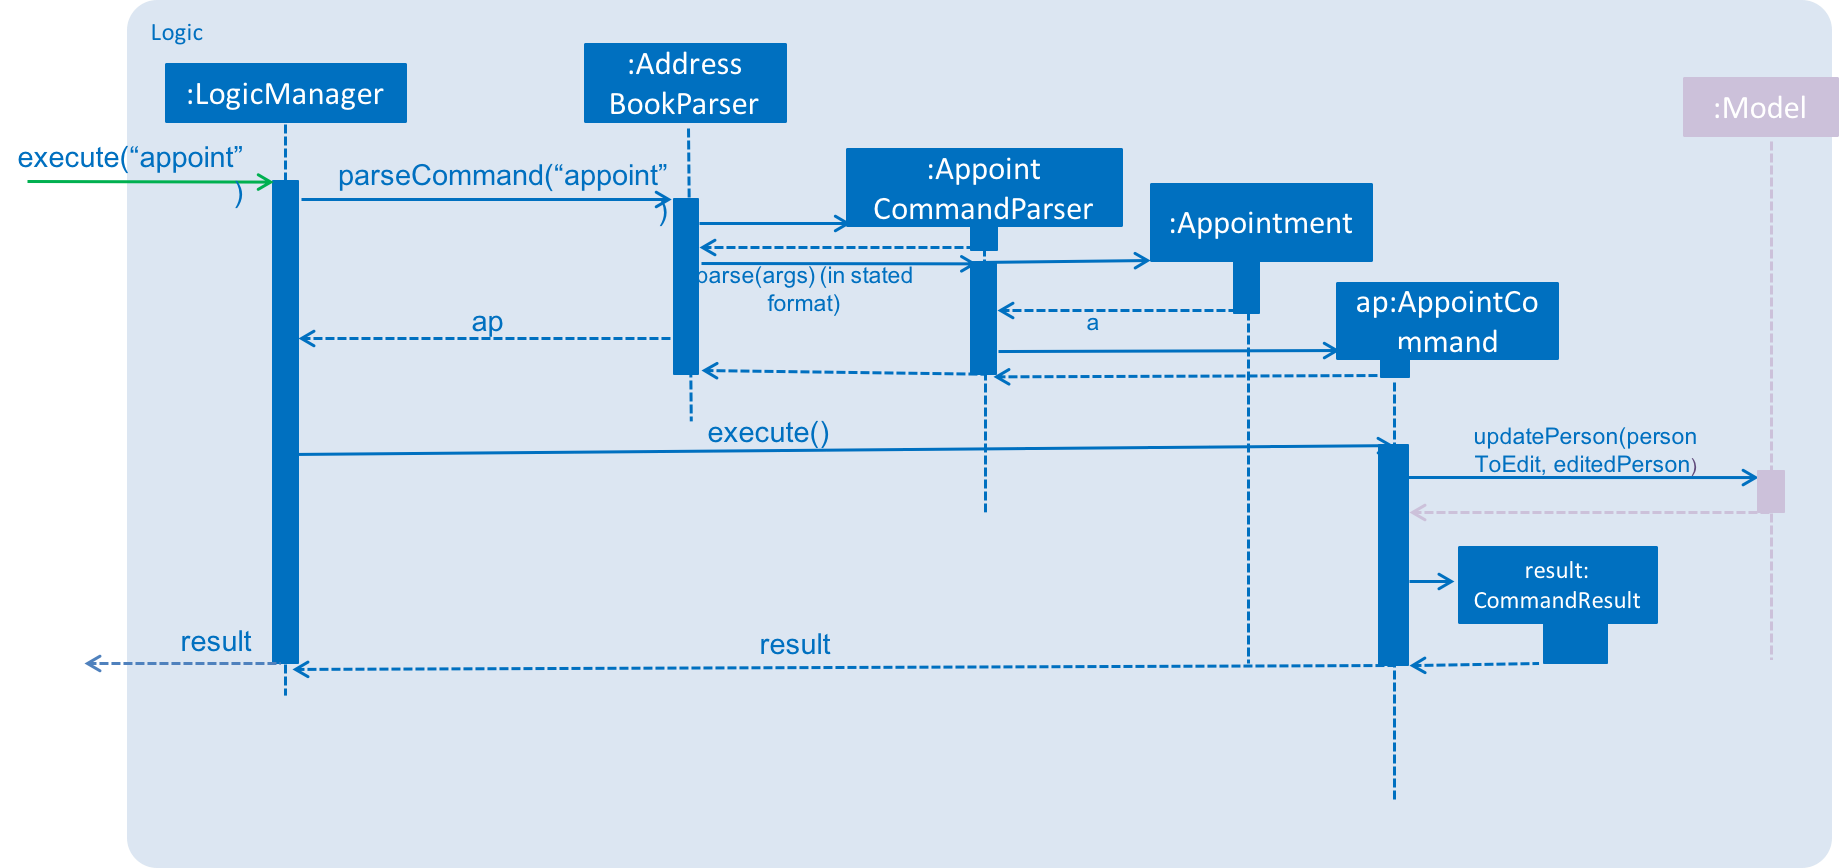 Logic
:LogicManager
:Address
BookParser
:Model
execute(“appoint”
)
parseCommand(“appoint”
)
:Appoint
CommandParser
:Appointment
parse(args) (in stated
format)
ap
a
ap:AppointCo
mmand
execute()
updatePerson(person
ToEdit, editedPerson)
result:
CommandResult
result
result